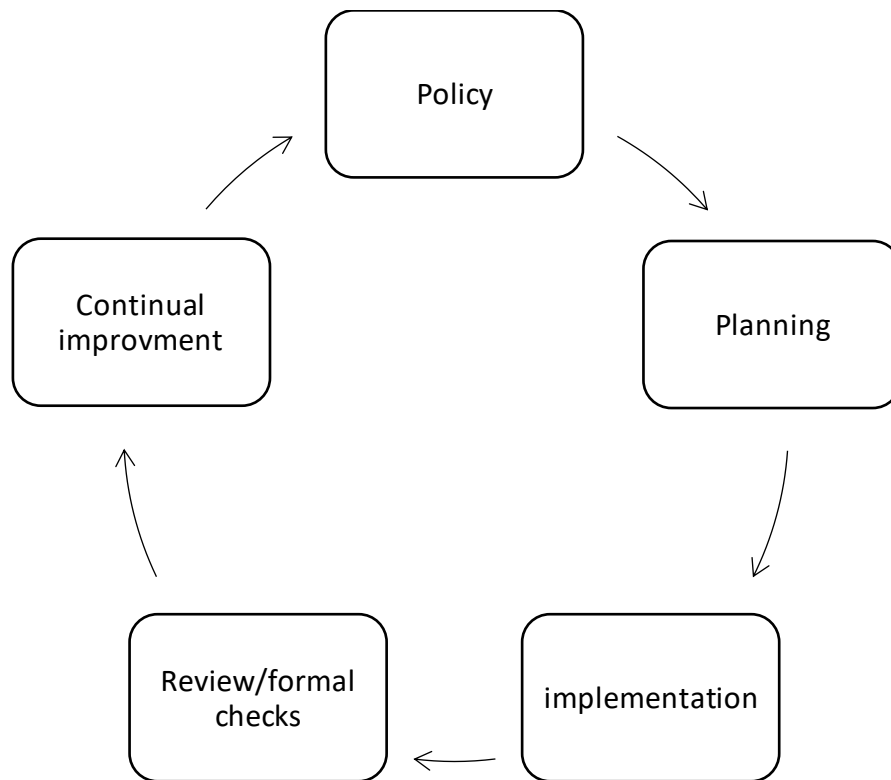 Policy
Planning
implementation
Review/formal
checks
Continual
improvment